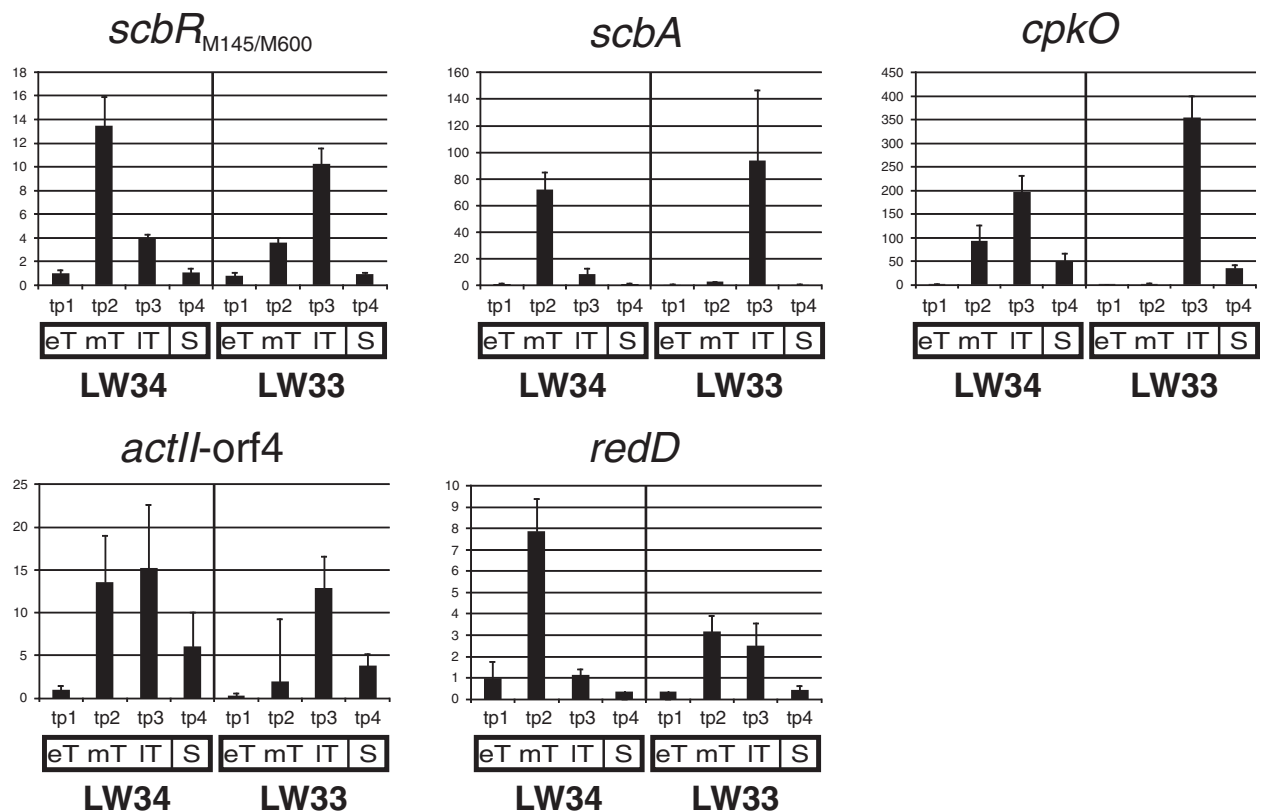 scbR M145/M600
18
16
14
12
10
8
6
4
2
0
tp1 tp2 tp3 tp4 tp1 tp2 tp3 tp4
eT mT lT S eT mT lT S
LW34 LW33
scbA
160
140
120
100
80
60
40
20
0
tp1 tp2 tp3 tp4 tp1 tp2 tp3 tp4
eT mT lT S eT mT lT S
LW34 LW33
cpkO
450
400
350
300
250
200
150
100
50
0
tp1 tp2 tp3 tp4 tp1 tp2 tp3 tp4
eT mT lT S eT mT lT S
LW34 LW33
actII-orf4
25
20
15
10
5
0
tp1 tp2 tp3 tp4 tp1 tp2 tp3 tp4
eT mT lT S eT mT lT S
LW34 LW33
redD
10
9
8
7
6
5
4
3
2
1
0
tp1 tp2 tp3 tp4 tp1 tp2 tp3 tp4
eT mT lT S eT mT lT S
LW34 LW33